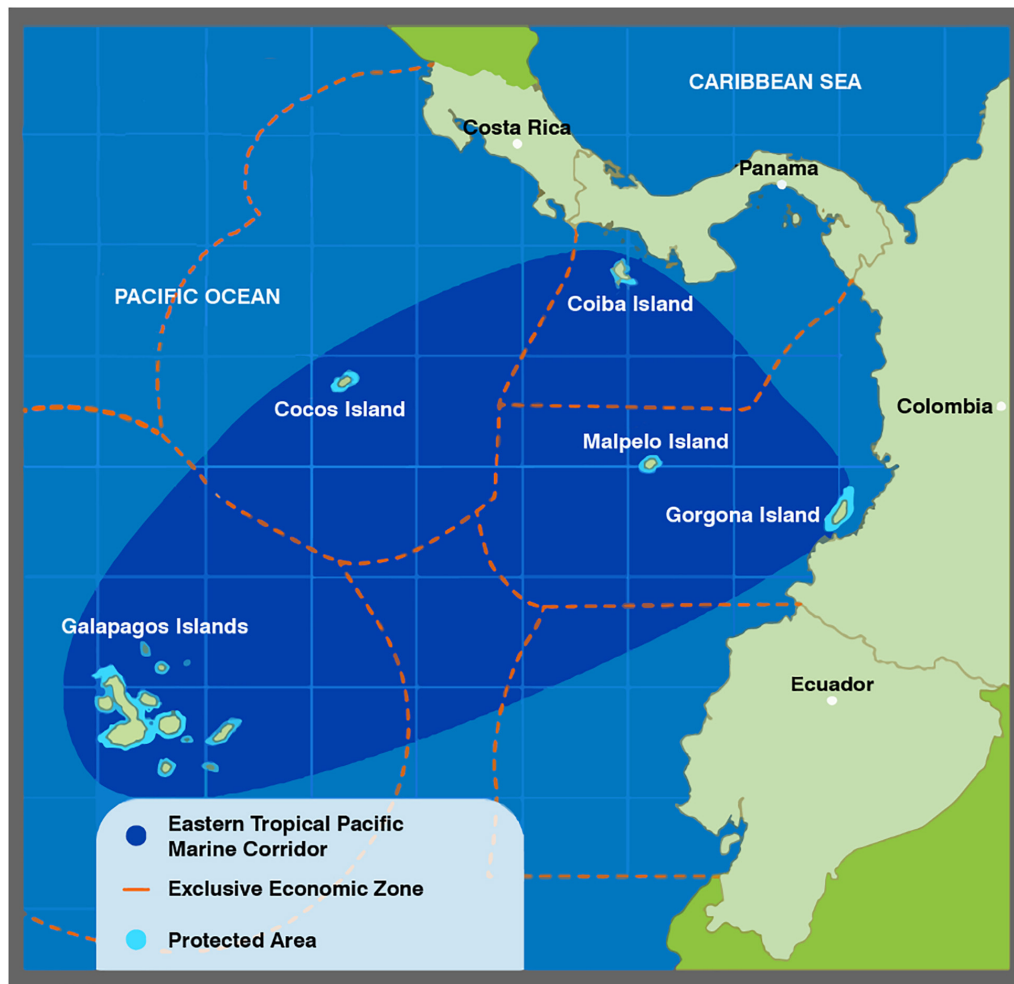 CARIBBEAN SEA
Costa Rica
Panama
PACIFIC OCEAN
Coiba Island
Cocos Island
Colombia
Malpelo Island
Gorgona Island
Galapagos Islands
Ecuador
Eastern Tropical Pacific
Marine Corridor
Exclusive Economic Zone
Protected Area